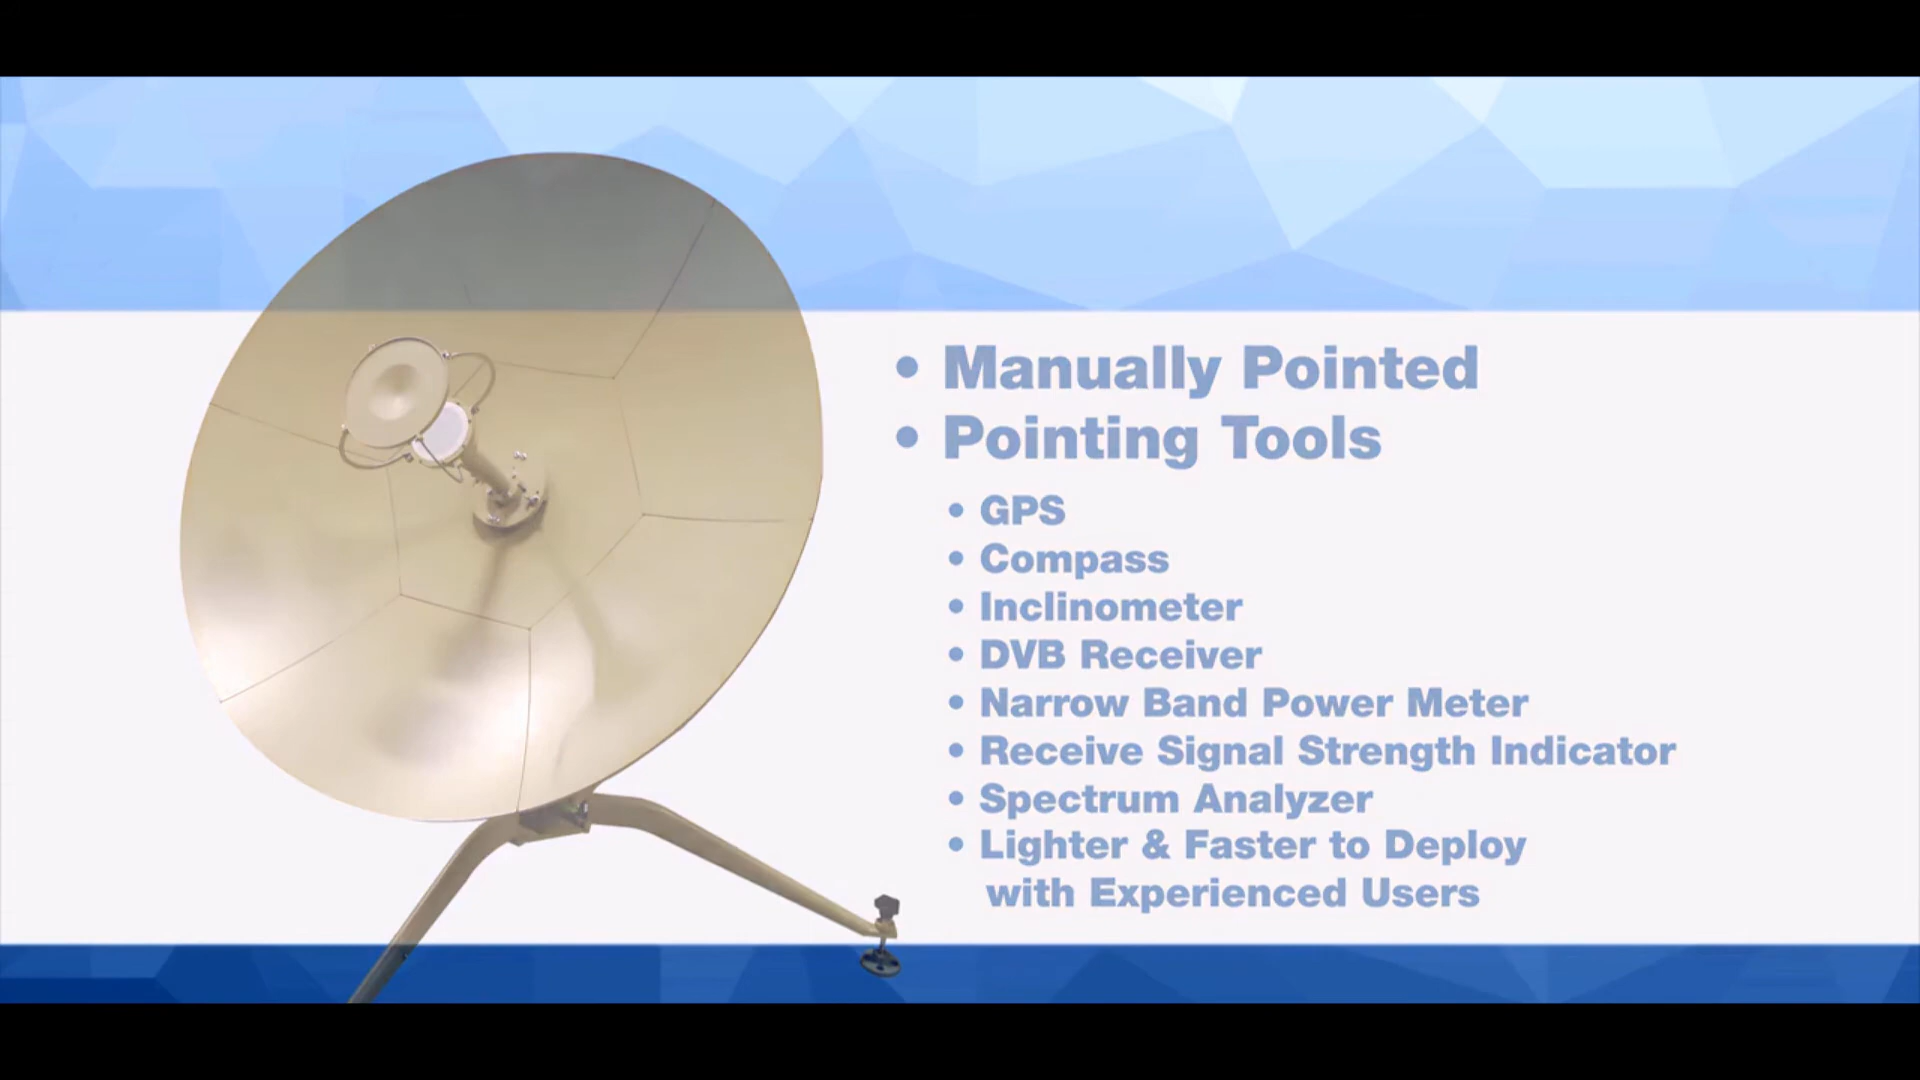 • Manually Pointed
• Pointing Tools
• GPS
• Compass
• Inclinometer
• DVB Receiver
• Narrow Band Power Meter
• Receive Signal Strength Indicator
• Spectrum Analyzer
• Lighter & Faster to Deploy
with Experienced Users